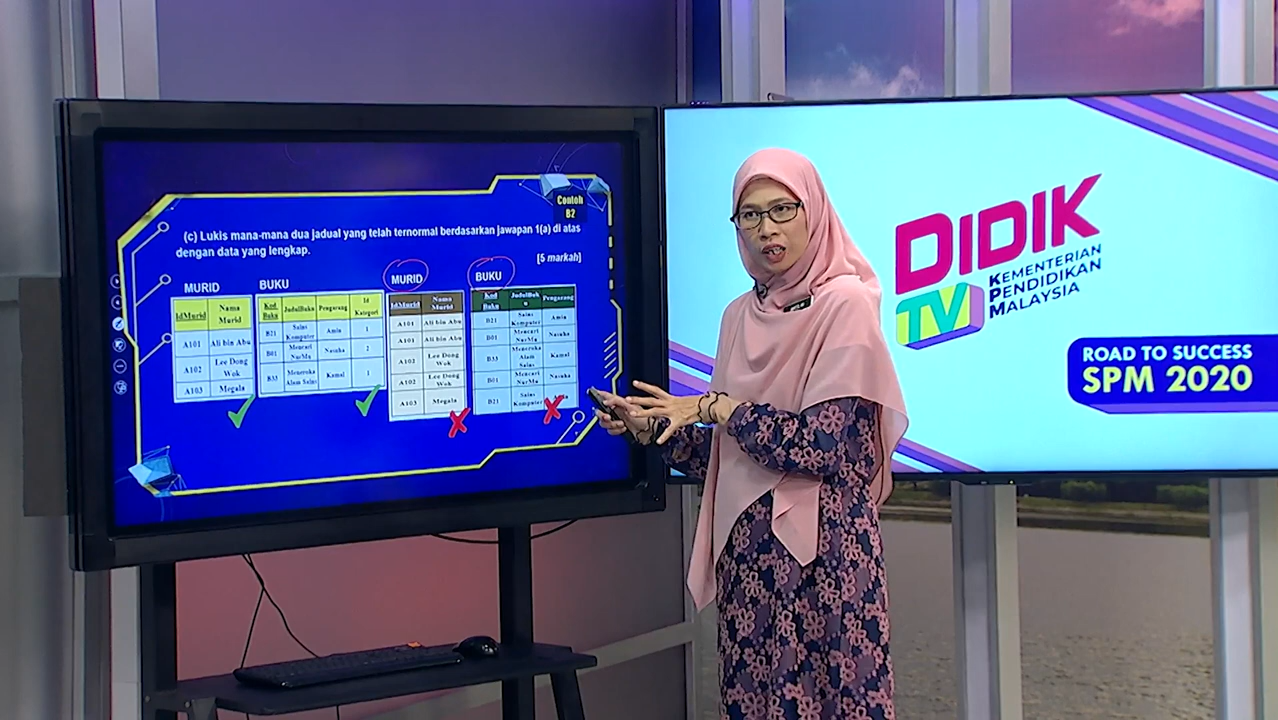 Contoh
B2
(c) Lukis mana-mana dua jadual yang telah ternormal berdasarkan jawapan 1(a) di atas
dengan data yang lengkap.
[5 markah]
MURID
IdMurid Nama Murid
A101 Ali bin Abu
A102 Lee Dong Wok
A103 Megala
BUKU
Kod Buku JudulBuku Pengarang Id Kategori
B21 Sains Komputer Amin 1
B01 Mencari NurMu Nasuha 2
B33 Meneroka Alam Sains Kamal 1
MURID
IdMurid Nama Murid
A101 Ali bin Abu
A101 Ali bin Abu
A102 Lee Dong Wok
A102 Lee Dong Wok
A103 Megala
BUKU
Kod Buku JudulBuku Pengarang
B21 Sains Komputer Amin
B01 Mencari NurMu Nasuha
B33 Meneroka Alam Sains Kamal
B01 Mencari NurMu Nasuha
B21 Sains Komputer
DIDIK
TV
KEMENTERIAN
PENDIDIKAN
MALAYSIA
ROAD TO SUCCESS
SPM 2020